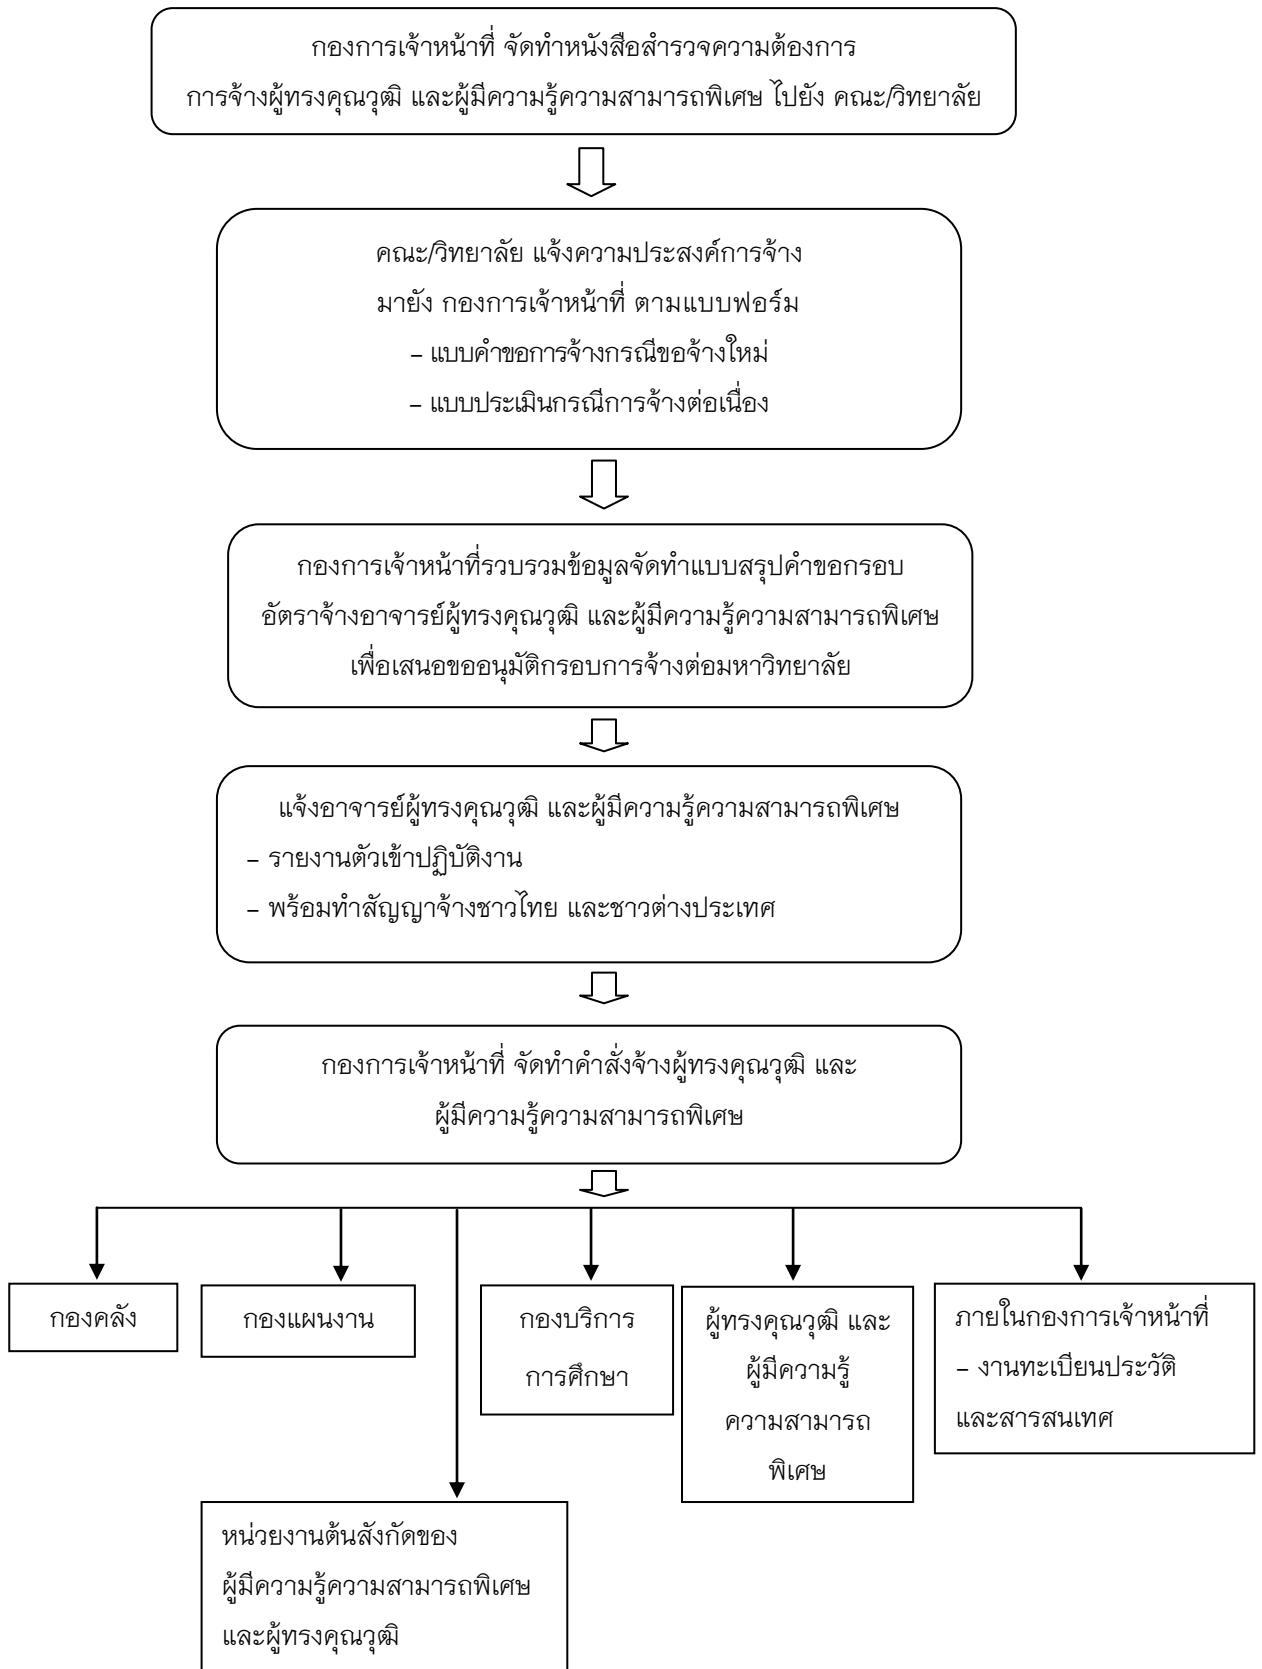 กองการเจ้าหน้าที่ จัดทำหนังสือสำรวจความต้องการ
การจ้างผู้ทรงคุณวุฒิ และผู้มีความรู้ความสามารถพิเศษ ไปยัง คณะ/วิทยาลัย
คณะ/วิทยาลัย แจ้งความประสงค์การจ้าง
มายัง กองการเจ้าหน้าที่ ตามแบบฟอร์ม
- แบบคำขอการจ้างกรณีขอจ้างใหม่
- แบบประเมินกรณีการจ้างต่อเนื่อง
กองการเจ้าหน้าที่รวบรวมข้อมูลจัดทำแบบสรุปคำขอกรอบ
อัตราจ้างอาจารย์ผู้ทรงคุณวุฒิ และผู้มีความรู้ความสามารถพิเศษ
เพื่อเสนอขออนุมัติกรอบการจ้างต่อมหาวิทยาลัย
แจ้งอาจารย์ผู้ทรงคุณวุฒิ และผู้มีความรู้ความสามารถพิเศษ
- รายงานตัวเข้าปฏิบัติงาน
- พร้อมทำสัญญาจ้างชาวไทย และชาวต่างประเทศ
กองการเจ้าหน้าที่ จัดทำคำสั่งจ้างผู้ทรงคุณวุฒิ และ
ผู้มีความรู้ความสามารถพิเศษ
กองคลัง
กองแผนงาน
กองบริการ
การศึกษา
ผู้ทรงคุณวุฒิ และ
ผู้มีความรู้
ความสามารถ
พิเศษ
ภายในกองการเจ้าหน้าที่
- งานทะเบียนประวัติ
และสารสนเทศ
หน่วยงานต้นสังกัดของ
ผู้มีความรู้ความสามารถพิเศษ
และผู้ทรงคุณวุฒิ